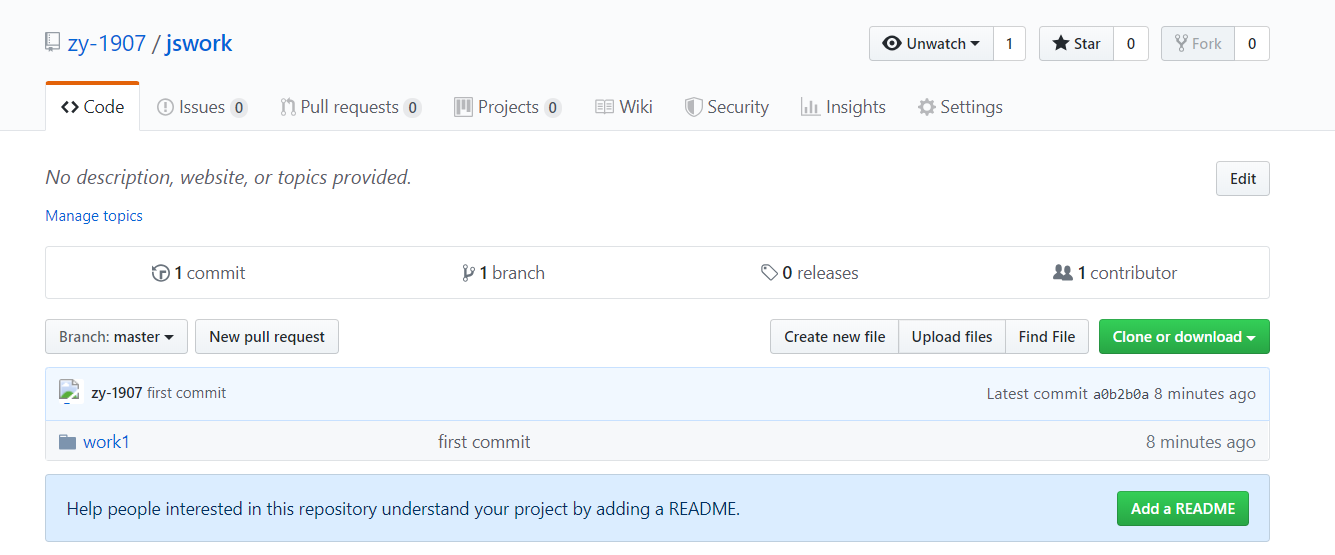 zy-1907 / jswork
Unwatch 1 Star 0 Fork 0
Code Issues 0 Pull requests 0 Projects 0 Wiki Security Insights Settings
No description, website, or topics provided. Edit
Manage topics
1 commit 1 branch 0 releases 1 contributor
Branch: master New pull request Create new file Upload files Find File Clone or download
zy-1907 first commit Latest commit a0b2b0a 8 minutes ago
work1 first commit 8 minutes ago
Help people interested in this repository understand your project by adding a README. Add a README